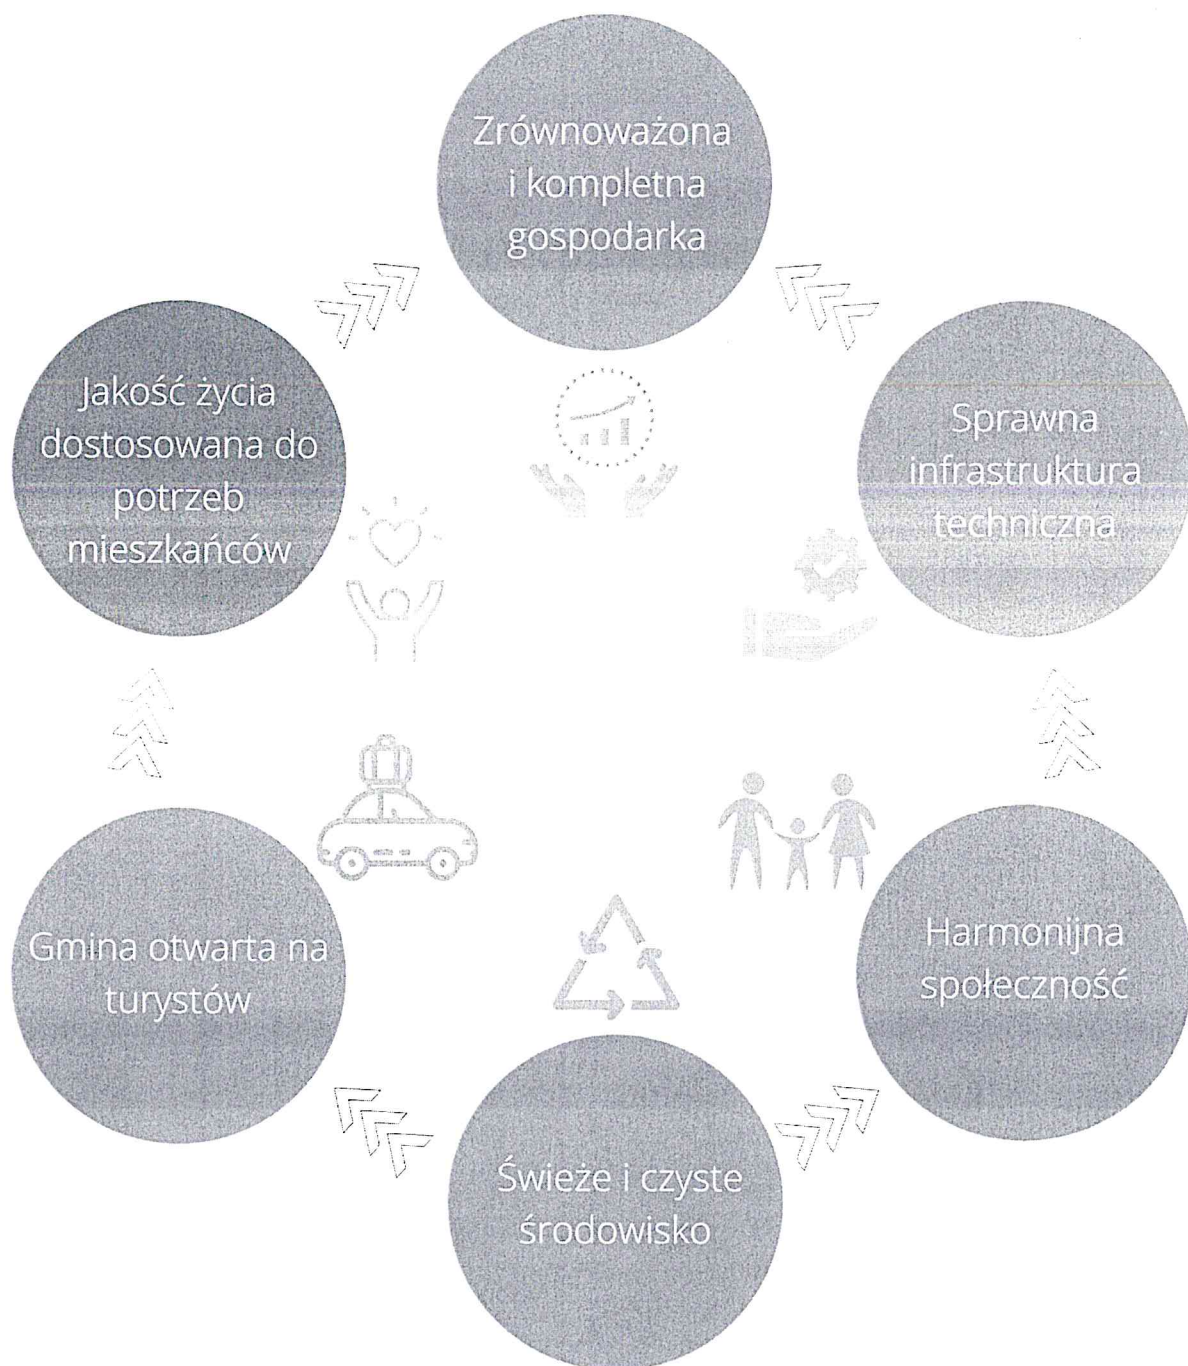 Zrównoważona
i kompletna
gospodarka
Jakość życia
dostosowana do
potrzeb
mieszkańców
Sprawna
infrastruktura
techniczna
Gmina otwarta na
turystów
Harmonijna
społeczność
Świeże i czyste
środowisko